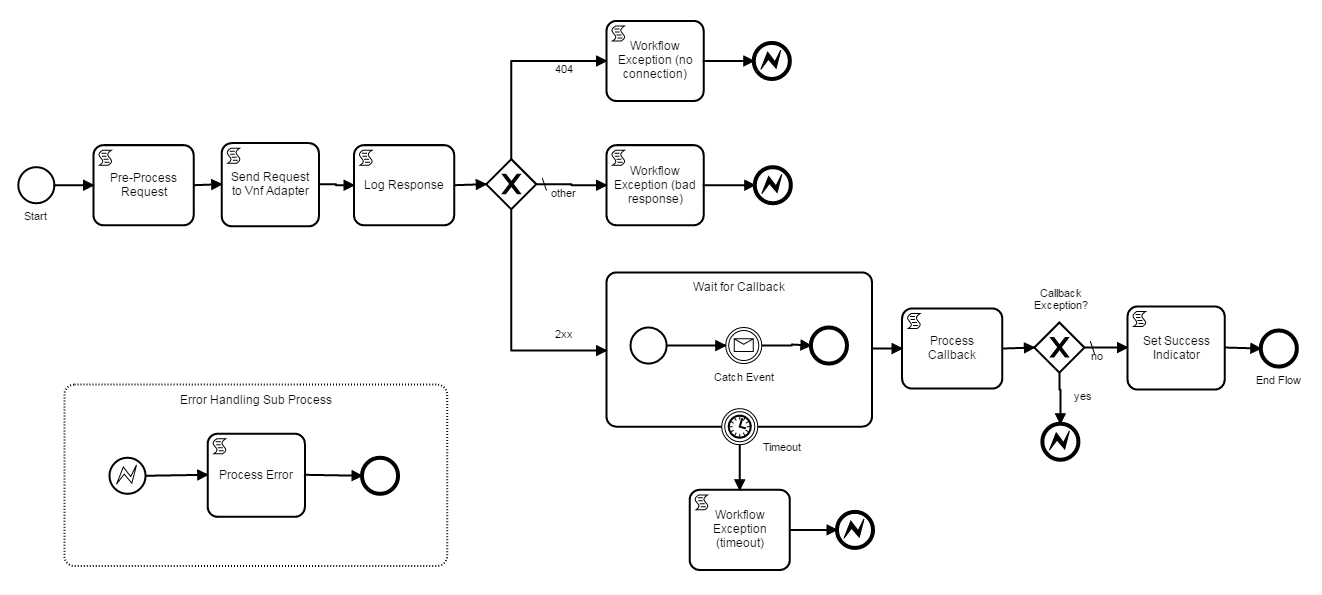 Workflow
Exception (no
connection)
404
Start
Pre-Process
Request
Send Request
to Vnf Adapter
Log Response
other
Workflow
Exception (bad
response)
2xx
Wait for Callback
Catch Event
Timeout
Workflow
Exception
(timeout)
Process
Callback
Callback
Exception?
no
yes
Set Success
Indicator
End Flow
Error Handling Sub Process
Process Error